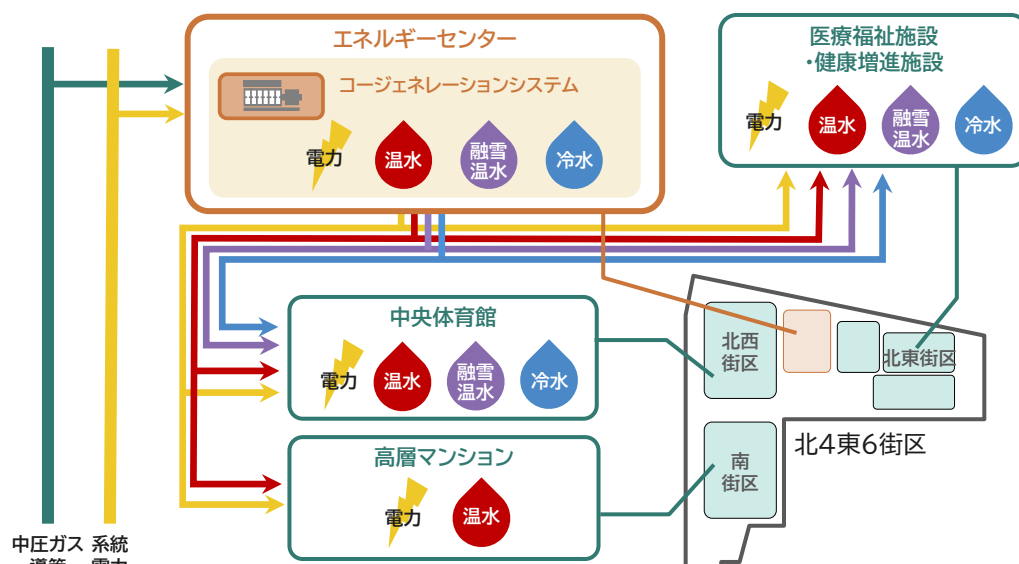 エネルギーセンター
コージェネレーションシステム
電力
温水
融雪
温水
冷水
医療福祉施設
・健康増進施設
電力
温水
融雪
温水
冷水
中央体育館
電力
温水
融雪
温水
冷水
高層マンション
電力
温水
北西
街区
北東街区
南
街区
北4東6街区
中圧ガス
導管
系統
電力